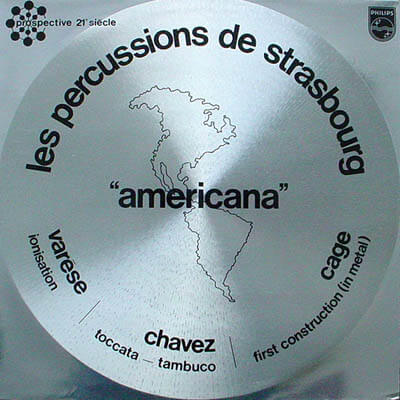 prospective 21e siècle
PHILIPS
les percussions de strasbourg
"americana"
varèse
ionisation
chavez
toccata — tambuco
cage
first construction (in metal)